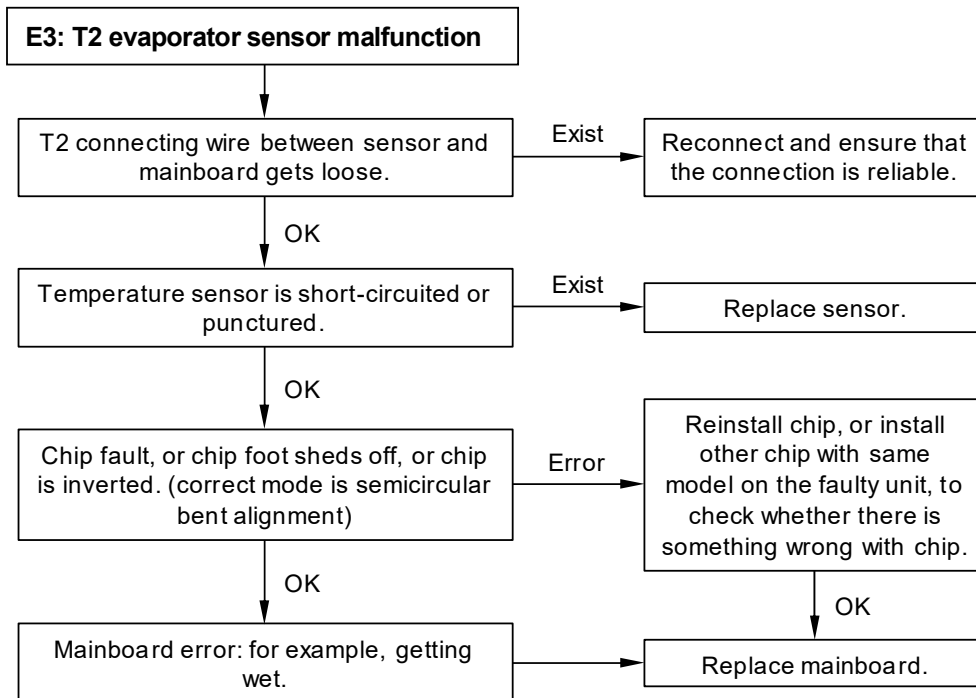 E3: T2 evaporator sensor malfunction
T2 connecting wire between sensor and
mainboard gets loose.
Exist
Reconnect and ensure that
the connection is reliable.
OK
Temperature sensor is short-circuited or
punctured.
Exist
Replace sensor.
OK
Chip fault, or chip foot sheds off, or chip
is inverted. (correct mode is semicircular
bent alignment)
Error
Reinstall chip, or install
other chip with same
model on the faulty unit, to
check whether there is
something wrong with chip.
OK
OK
Mainboard error: for example, getting
wet.
Replace mainboard.